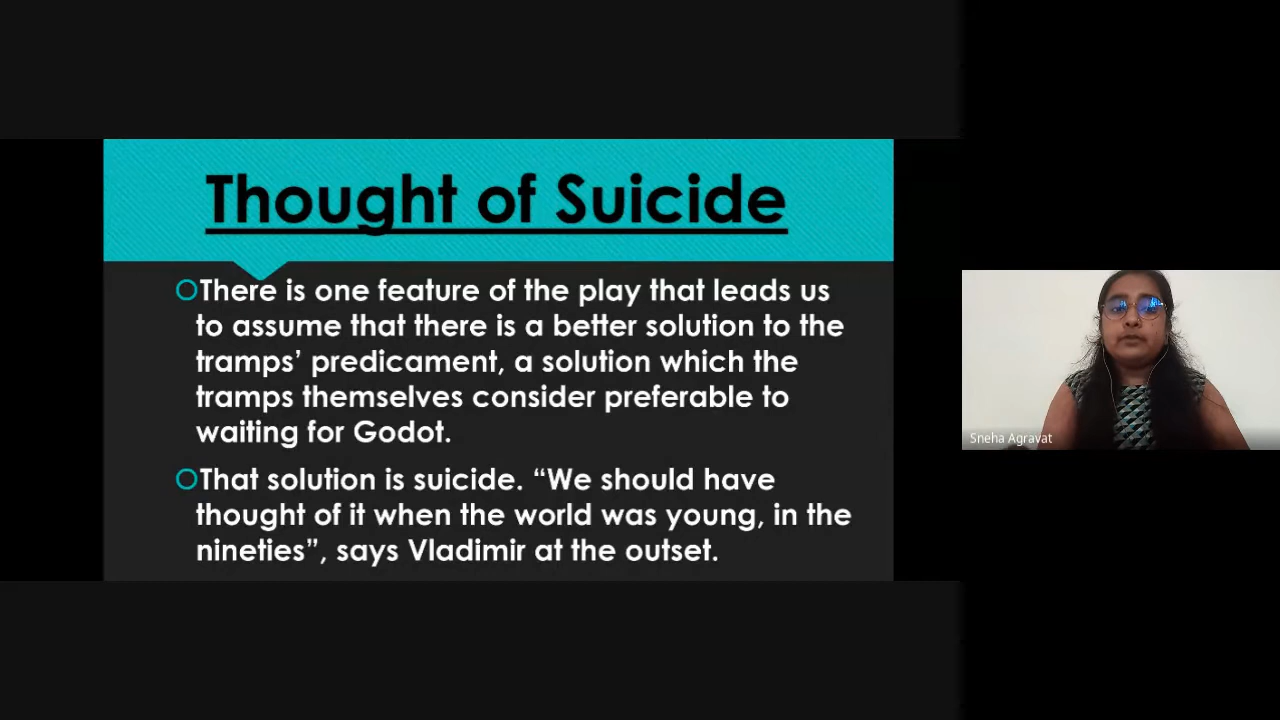 Thought of Suicide
There is one feature of the play that leads us
to assume that there is a better solution to the
tramps’ predicament, a solution which the
tramps themselves consider preferable to
waiting for Godot.
That solution is suicide. “We should have
thought of it when the world was young, in the
nineties”, says Vladimir at the outset.
Sneha Agravat